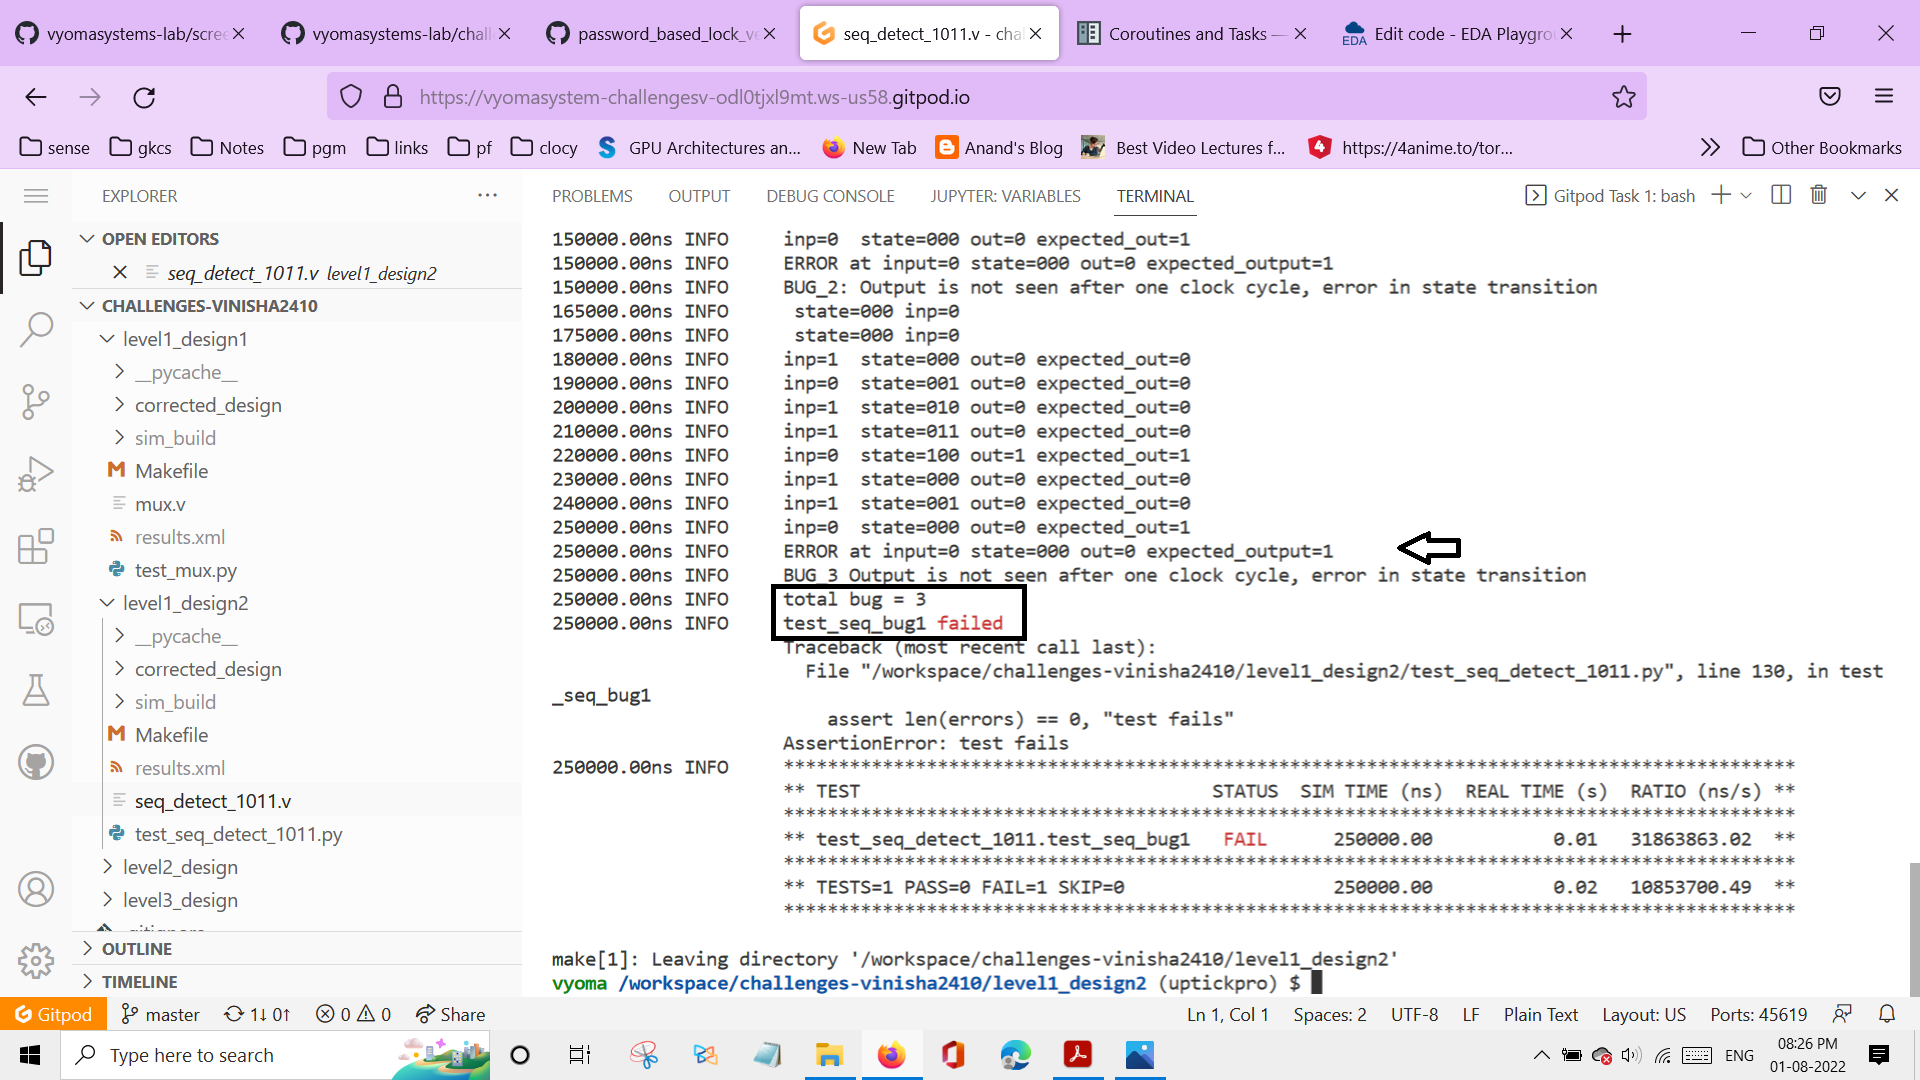 vyomasystems-lab/scree
vyomasystems-lab/chall
password_based_lock_ve
seq_detect_1011.v - chal
Coroutines and Tasks —
EDA
Edit code - EDA Playgro
https://vyomasystem-challengesv-odl0tjxl9mt.ws-us58.gitpod.io
sense
gkcs
Notes
pgm
links
pf
clocy
GPU Architectures an...
New Tab
Anand's Blog
Best Video Lectures f...
https://4anime.to/tor...
Other Bookmarks
EXPLORER
OPEN EDITORS
seq_detect_1011.v level1_design2
CHALLENGES-VINISHA2410
level1_design1
__pycache__
corrected_design
sim_build
Makefile
mux.v
results.xml
test_mux.py
level1_design2
__pycache__
corrected_design
sim_build
Makefile
results.xml
seq_detect_1011.v
test_seq_detect_1011.py
level2_design
level3_design
.gitignore
OUTLINE
TIMELINE
PROBLEMS OUTPUT DEBUG CONSOLE JUPYTER: VARIABLES TERMINAL
Gitpod Task 1: bash
150000.00ns INFO inp=0 state=000 out=0 expected_out=1
150000.00ns INFO ERROR at input=0 state=000 out=0 expected_output=1
150000.00ns INFO BUG_2: Output is not seen after one clock cycle, error in state transition
165000.00ns INFO state=000 inp=0
175000.00ns INFO state=000 inp=0
180000.00ns INFO inp=1 state=000 out=0 expected_out=0
190000.00ns INFO inp=0 state=001 out=0 expected_out=0
200000.00ns INFO inp=1 state=010 out=0 expected_out=0
210000.00ns INFO inp=1 state=011 out=0 expected_out=0
220000.00ns INFO inp=0 state=100 out=1 expected_out=1
230000.00ns INFO inp=1 state=000 out=0 expected_out=0
240000.00ns INFO inp=1 state=001 out=0 expected_out=0
250000.00ns INFO inp=0 state=000 out=0 expected_out=1
250000.00ns INFO ERROR at input=0 state=000 out=0 expected_output=1
250000.00ns INFO BUG_3 Output is not seen after one clock cycle, error in state transition
250000.00ns INFO total bug = 3
250000.00ns INFO test_seq_bug1 failed
Traceback (most recent call last):
File "/workspace/challenges-vinisha2410/level1_design2/test_seq_detect_1011.py", line 130, in test
_seq_bug1
assert len(errors) == 0, "test fails"
AssertionError: test fails
250000.00ns INFO ********************************************************************************************
** TEST STATUS SIM TIME (ns) REAL TIME (s) RATIO (ns/s) **
********************************************************************************************
** test_seq_detect_1011.test_seq_bug1 FAIL 250000.00 0.01 31863863.02 **
********************************************************************************************
** TESTS=1 PASS=0 FAIL=1 SKIP=0 250000.00 0.02 10853700.49 **
********************************************************************************************
make[1]: Leaving directory '/workspace/challenges-vinisha2410/level1_design2'
vyoma /workspace/challenges-vinisha2410/level1_design2 (uptickpro) $
Gitpod
master
1↓ 0↑
0
0
Share
Ln 1, Col 1
Spaces: 2
UTF-8
LF
Plain Text
Layout: US
Ports: 45619
Type here to search
ENG
08:26 PM
01-08-2022